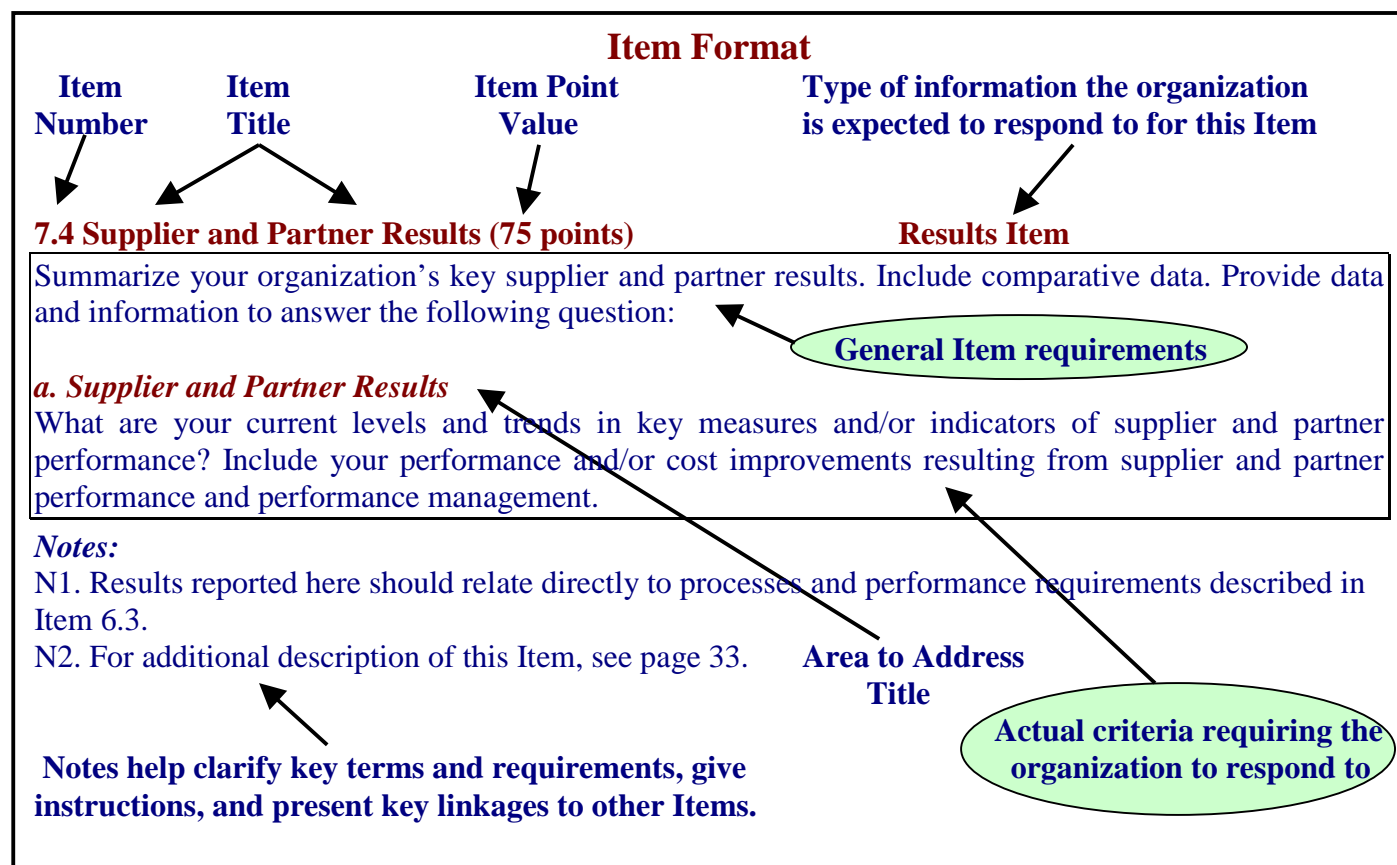 Item Format
Item Number
Item Title
Item Point Value
Type of information the organization
is expected to respond to for this Item
7.4 Supplier and Partner Results (75 points) Results Item
Summarize your organization's key supplier and partner results. Include comparative data. Provide data
and information to answer the following question:
General Item requirements
a. Supplier and Partner Results
What are your current levels and trends in key measures and/or indicators of supplier and partner
performance? Include your performance and/or cost improvements resulting from supplier and partner
performance and performance management.
Notes:
N1. Results reported here should relate directly to processes and performance requirements described in
Item 6.3.
N2. For additional description of this Item, see page 33.
Area to Address
Title
Actual criteria requiring the
organization to respond to
Notes help clarify key terms and requirements, give
instructions, and present key linkages to other Items.